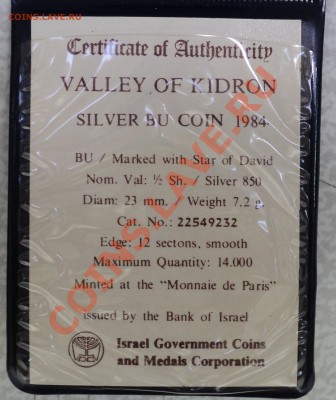 COINS.LAVE.RU
Certificate of Authenticity
VALLEY OF KIDRON
SILVER BU COIN 1984
BU / Marked with Star of David
Nom. Val: ½ Sh. / Silver 850
Diam: 23 mm. / Weight 7.2 g.
Cat. No.: 22549232
Edge: 12 sectons, smooth
Maximum Quantity: 14.000
Minted at the "Monnaie de Paris"
issued by the Bank of Israel
Israel Government Coins
and Medals Corporation
COINS.LAVE.RU